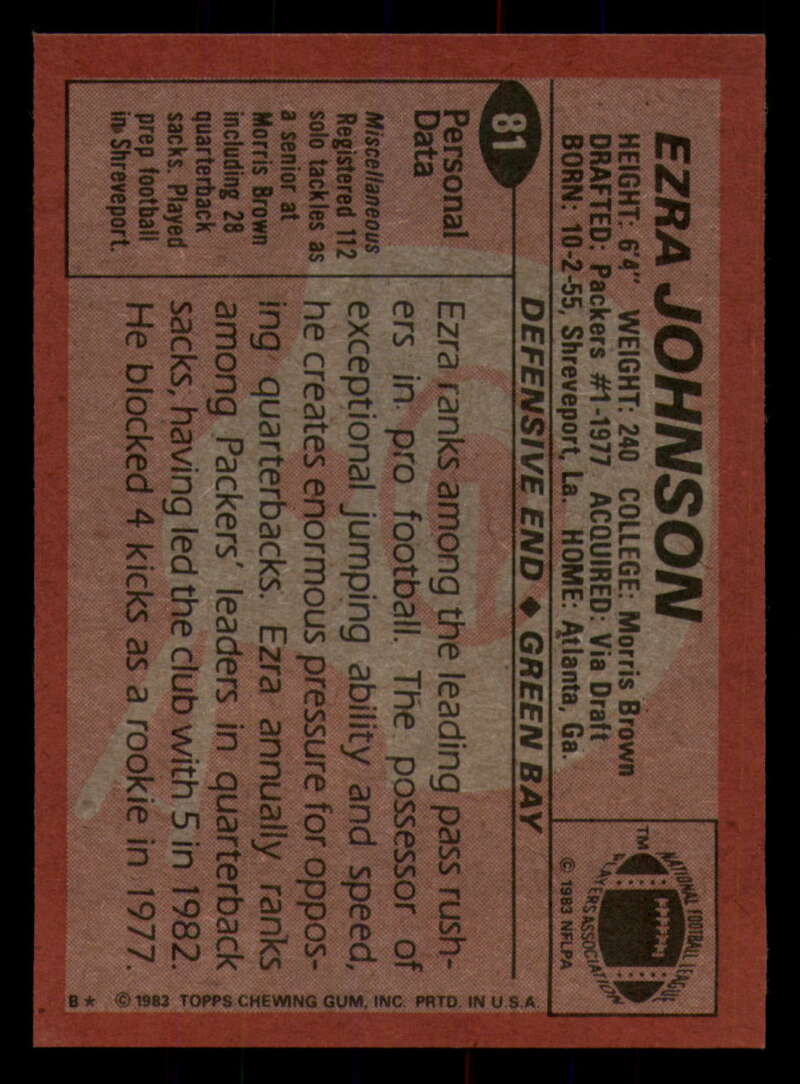 81
EZRA JOHNSON
HEIGHT: 6'4" WEIGHT: 240 COLLEGE: Morris Brown
DRAFTED: Packers #1-1977 ACQUIRED: Via Draft
BORN: 10-2-55, Shreveport, La. HOME: Atlanta, Ga.
NATIONAL FOOTBALL LEAGUE
PLAYERS ASSOCIATION
TM
© 1983 NFLPA
DEFENSIVE END ♦ GREEN BAY
Personal
Data
Miscellaneous
Registered 112
solo tackles as
a senior at
Morris Brown
including 28
quarterback
sacks. Played
prep football
in Shreveport.
Ezra ranks among the leading pass rush-
ers in pro football. The possessor of
exceptional jumping ability and speed,
he creates enormous pressure for oppos-
ing quarterbacks. Ezra annually ranks
among Packers' leaders in quarterback
sacks, having led the club with 5 in 1982.
He blocked 4 kicks as a rookie in 1977.
B★ © 1983 TOPPS CHEWING GUM, INC. PRTD. IN U.S.A.